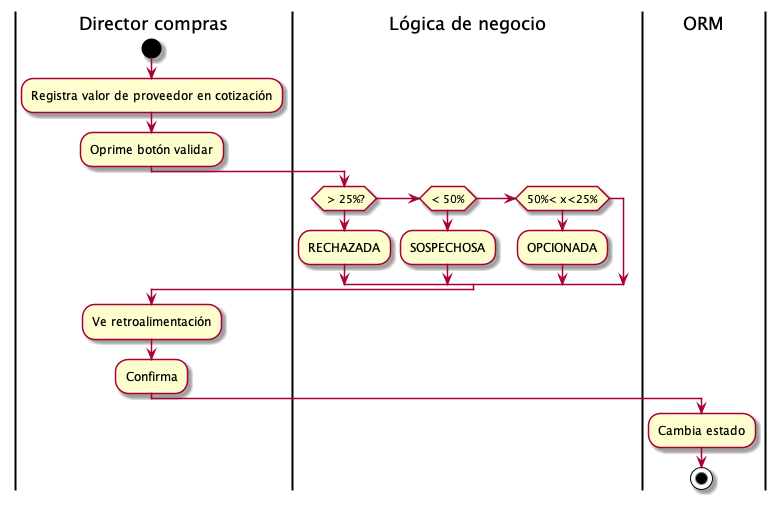 Director compras
Lógica de negocio
ORM
Registra valor de proveedor en cotización
Oprime botón validar
> 25%?
< 50%
50%< x<25%
RECHAZADA
SOSPECHOSA
OPCIONADA
Ve retroalimentación
Confirma
Cambia estado